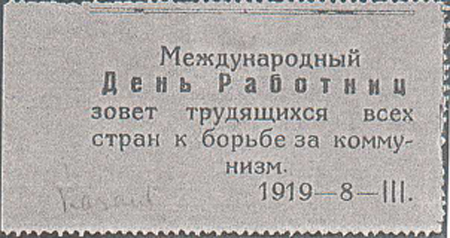 Международный
День Работниц
зовет трудящихся всех
стран к борьбе за комму-
низм.
1919—8—III.